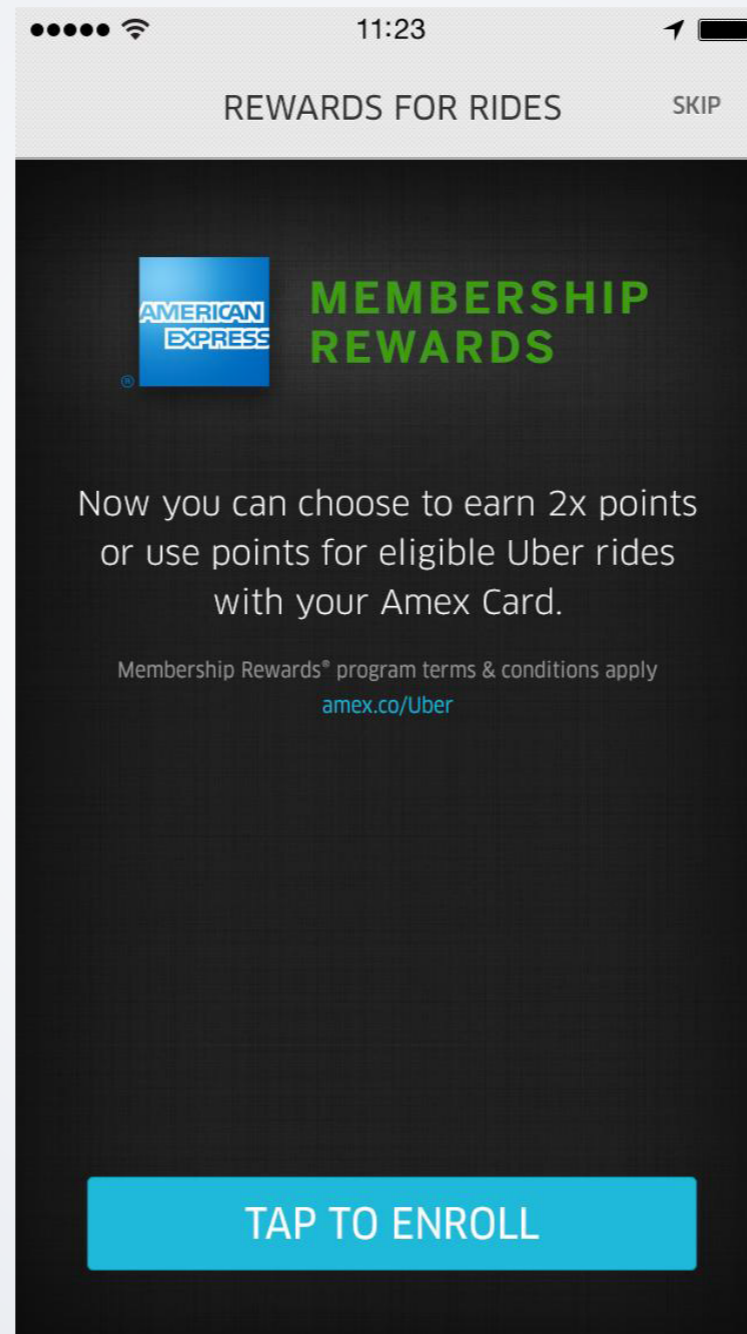 11:23
REWARDS FOR RIDES SKIP
AMERICAN
EXPRESS
®
MEMBERSHIP
REWARDS
Now you can choose to earn 2x points
or use points for eligible Uber rides
with your Amex Card.
Membership Rewards® program terms & conditions apply
amex.co/Uber
TAP TO ENROLL